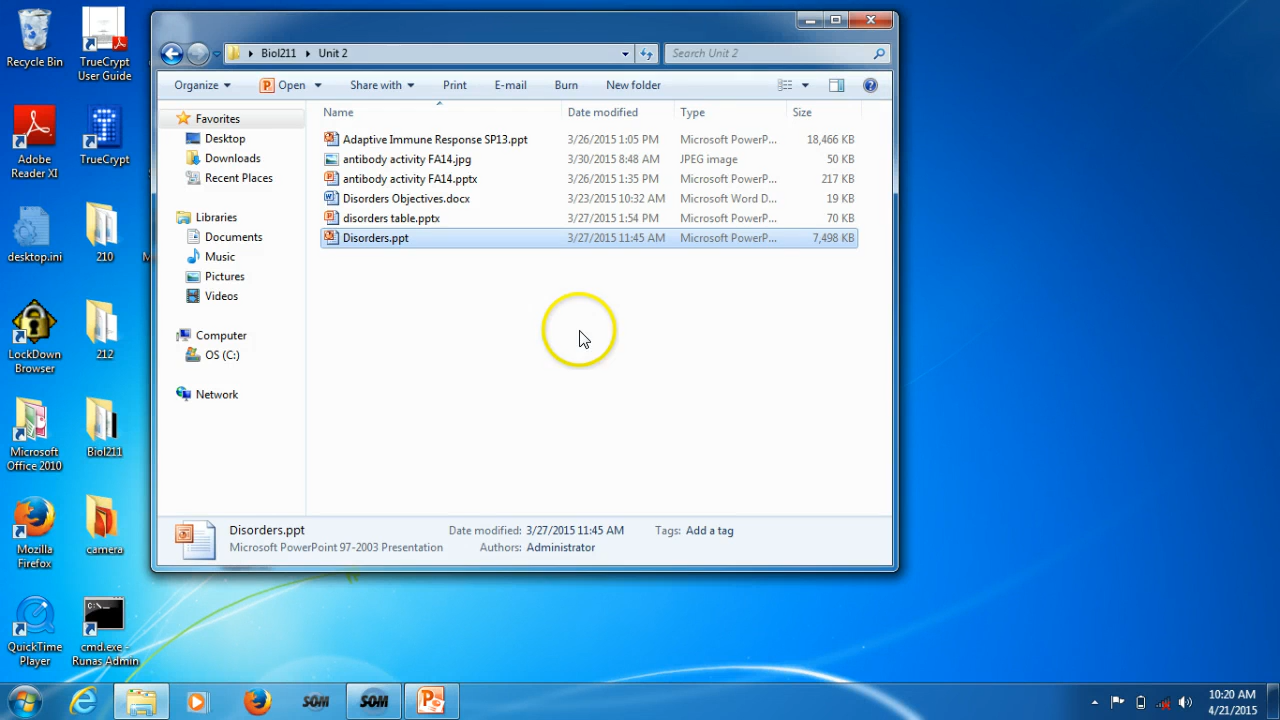 Recycle Bin
TrueCrypt User Guide
Adobe Reader XI
TrueCrypt
desktop.ini
210
M
LockDown Browser
212
Microsoft Office 2010
Biol211
Mozilla Firefox
camera
QuickTime Player
cmd.exe - Runas Admin
Biol211 Unit 2
Search Unit 2
Organize Open Share with Print E-mail Burn New folder
Favorites
Desktop
Downloads
Recent Places
Libraries
Documents
Music
Pictures
Videos
Computer
OS (C:)
Network
Name Date modified Type Size
Adaptive Immune Response SP13.ppt 3/26/2015 1:05 PM Microsoft PowerP... 18,466 KB
antibody activity FA14.jpg 3/30/2015 8:48 AM JPEG image 50 KB
antibody activity FA14.pptx 3/26/2015 1:35 PM Microsoft PowerP... 217 KB
Disorders Objectives.docx 3/23/2015 10:32 AM Microsoft Word D... 19 KB
disorders table.pptx 3/27/2015 1:54 PM Microsoft PowerP... 70 KB
Disorders.ppt 3/27/2015 11:45 AM Microsoft PowerP... 7,498 KB
Disorders.ppt Date modified: 3/27/2015 11:45 AM Tags: Add a tag
Microsoft PowerPoint 97-2003 Presentation Authors: Administrator
SOM SOM
10:20 AM
4/21/2015